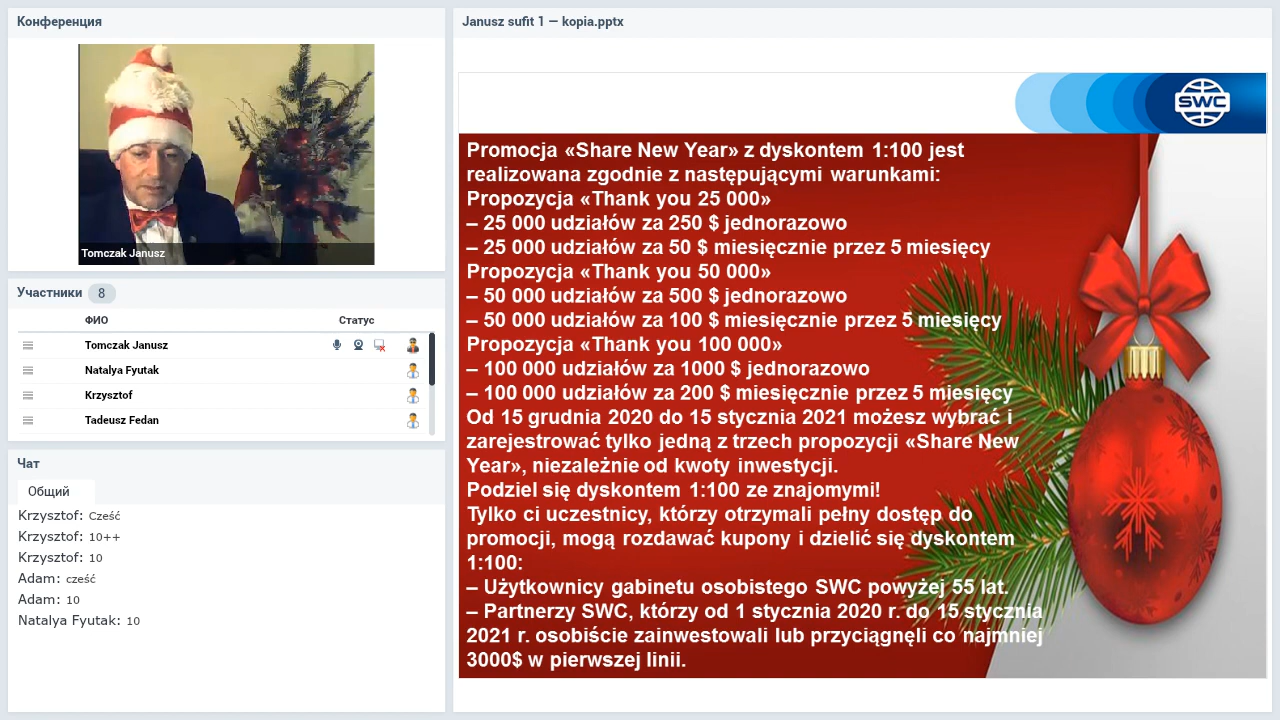 Конференция
Tomczak Janusz
Участники 8
ФИО Статус
Tomczak Janusz
Natalya Fyutak
Krzysztof
Tadeusz Fedan
Чат
Общий
Krzysztof: Cześć
Krzysztof: 10++
Krzysztof: 10
Adam: cześć
Adam: 10
Natalya Fyutak: 10
Janusz sufit 1 — kopia.pptx
SWC
Promocja «Share New Year» z dyskontem 1:100 jest
realizowana zgodnie z następującymi warunkami:
Propozycja «Thank you 25 000»
– 25 000 udziałów za 250 $ jednorazowo
– 25 000 udziałów za 50 $ miesięcznie przez 5 miesięcy
Propozycja «Thank you 50 000»
– 50 000 udziałów za 500 $ jednorazowo
– 50 000 udziałów za 100 $ miesięcznie przez 5 miesięcy
Propozycja «Thank you 100 000»
– 100 000 udziałów za 1000 $ jednorazowo
– 100 000 udziałów za 200 $ miesięcznie przez 5 miesięcy
Od 15 grudnia 2020 do 15 stycznia 2021 możesz wybrać i
zarejestrować tylko jedną z trzech propozycji «Share New
Year», niezależnie od kwoty inwestycji.
Podziel się dyskontem 1:100 ze znajomymi!
Tylko ci uczestnicy, którzy otrzymali pełny dostęp do
promocji, mogą rozdawać kupony i dzielić się dyskontem
1:100:
– Użytkownicy gabinetu osobistego SWC powyżej 55 lat.
– Partnerzy SWC, którzy od 1 stycznia 2020 r. do 15 stycznia
2021 r. osobiście zainwestowali lub przyciągnęli co najmniej
3000$ w pierwszej linii.